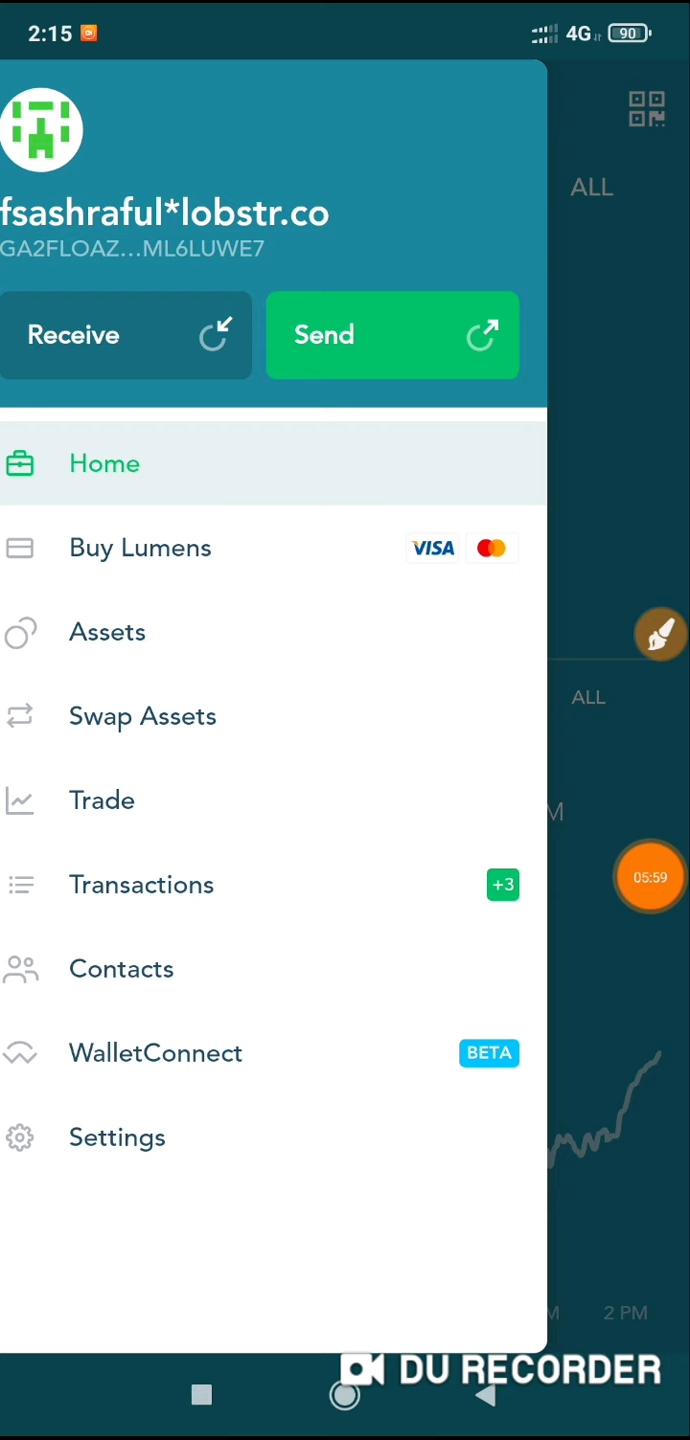 2:15
4G 90
ALL
fsashraful*lobstr.co
GA2FLOAZ...ML6LUWE7
Receive
Send
Home
Buy Lumens VISA
Assets
Swap Assets
ALL
Trade
M
Transactions +3
05:59
Contacts
WalletConnect BETA
Settings
M 2 PM
DU RECORDER